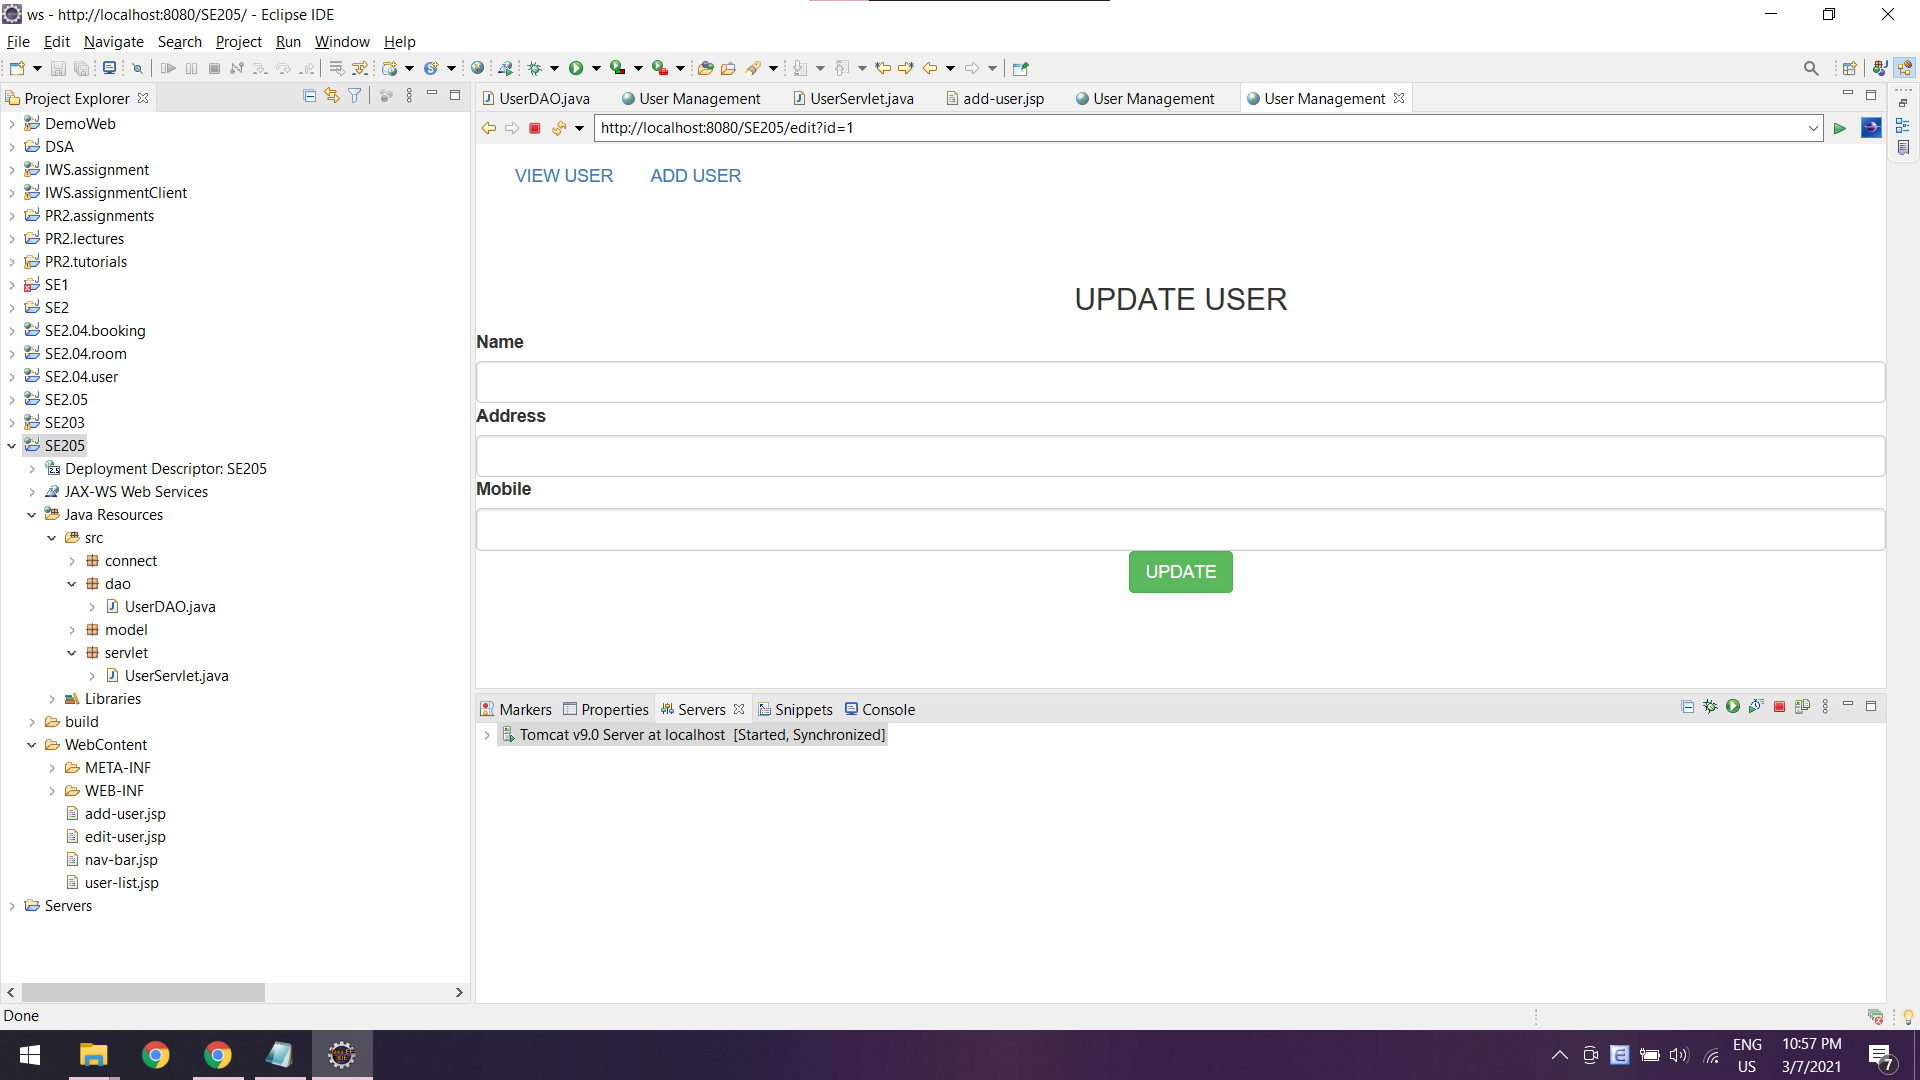 ws - http://localhost:8080/SE205/ - Eclipse IDE
File Edit Navigate Search Project Run Window Help
Project Explorer
DemoWeb
DSA
IWS.assignment
IWS.assignmentClient
PR2.assignments
PR2.lectures
PR2.tutorials
SE1
SE2
SE2.04.booking
SE2.04.room
SE2.04.user
SE2.05
SE203
SE205
Deployment Descriptor: SE205
JAX-WS Web Services
Java Resources
src
connect
dao
UserDAO.java
model
servlet
UserServlet.java
Libraries
build
WebContent
META-INF
WEB-INF
add-user.jsp
edit-user.jsp
nav-bar.jsp
user-list.jsp
Servers
UserDAO.java User Management UserServlet.java add-user.jsp User Management User Management
http://localhost:8080/SE205/edit?id=1
VIEW USER ADD USER
UPDATE USER
Name
Address
Mobile
UPDATE
Markers Properties Servers Snippets Console
Tomcat v9.0 Server at localhost [Started, Synchronized]
Done
ENG
US
10:57 PM
3/7/2021
7